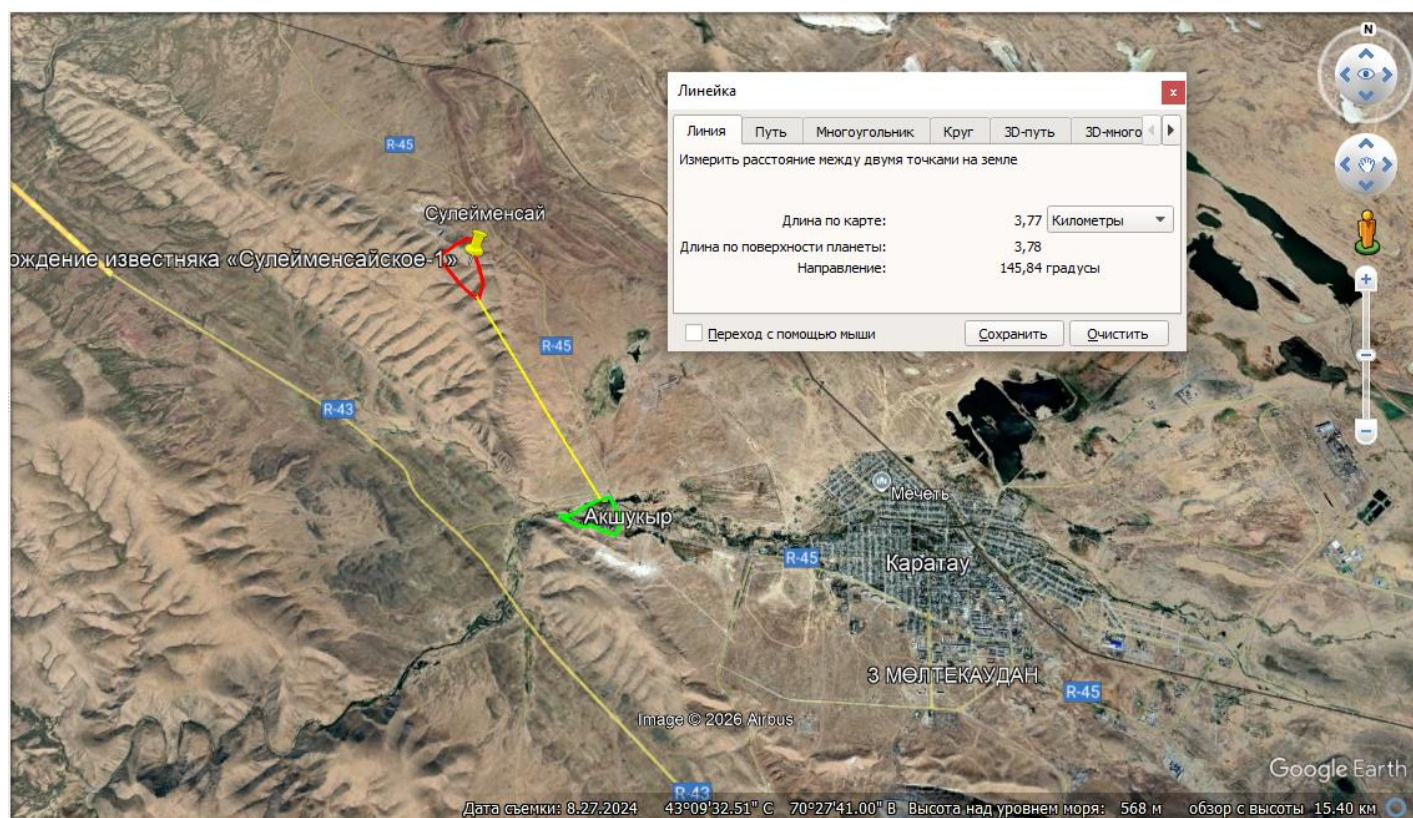 Линейка
x
Линия Путь Многоугольник Круг 3D-путь 3D-много
Измерить расстояние между двумя точками на земле
Длина по карте: 3,77 Километры
Длина по поверхности планеты: 3,78
Направление: 145,84 градусы
Переход с помощью мыши Сохранить Очистить
N
R-45
Сулейменсай
ождение известняка «Сулейменсайское-1»
R-45
R-43
Мечеть
Акшукыр
R-45
Каратау
3 МӨЛТЕКАУДАН
R-45
Image © 2026 Airbus
Google Earth
R-43
Дата съемки: 8.27.2024 43°09'32.51" С 70°27'41.00" В Высота над уровнем моря: 568 м обзор с высоты 15.40 км